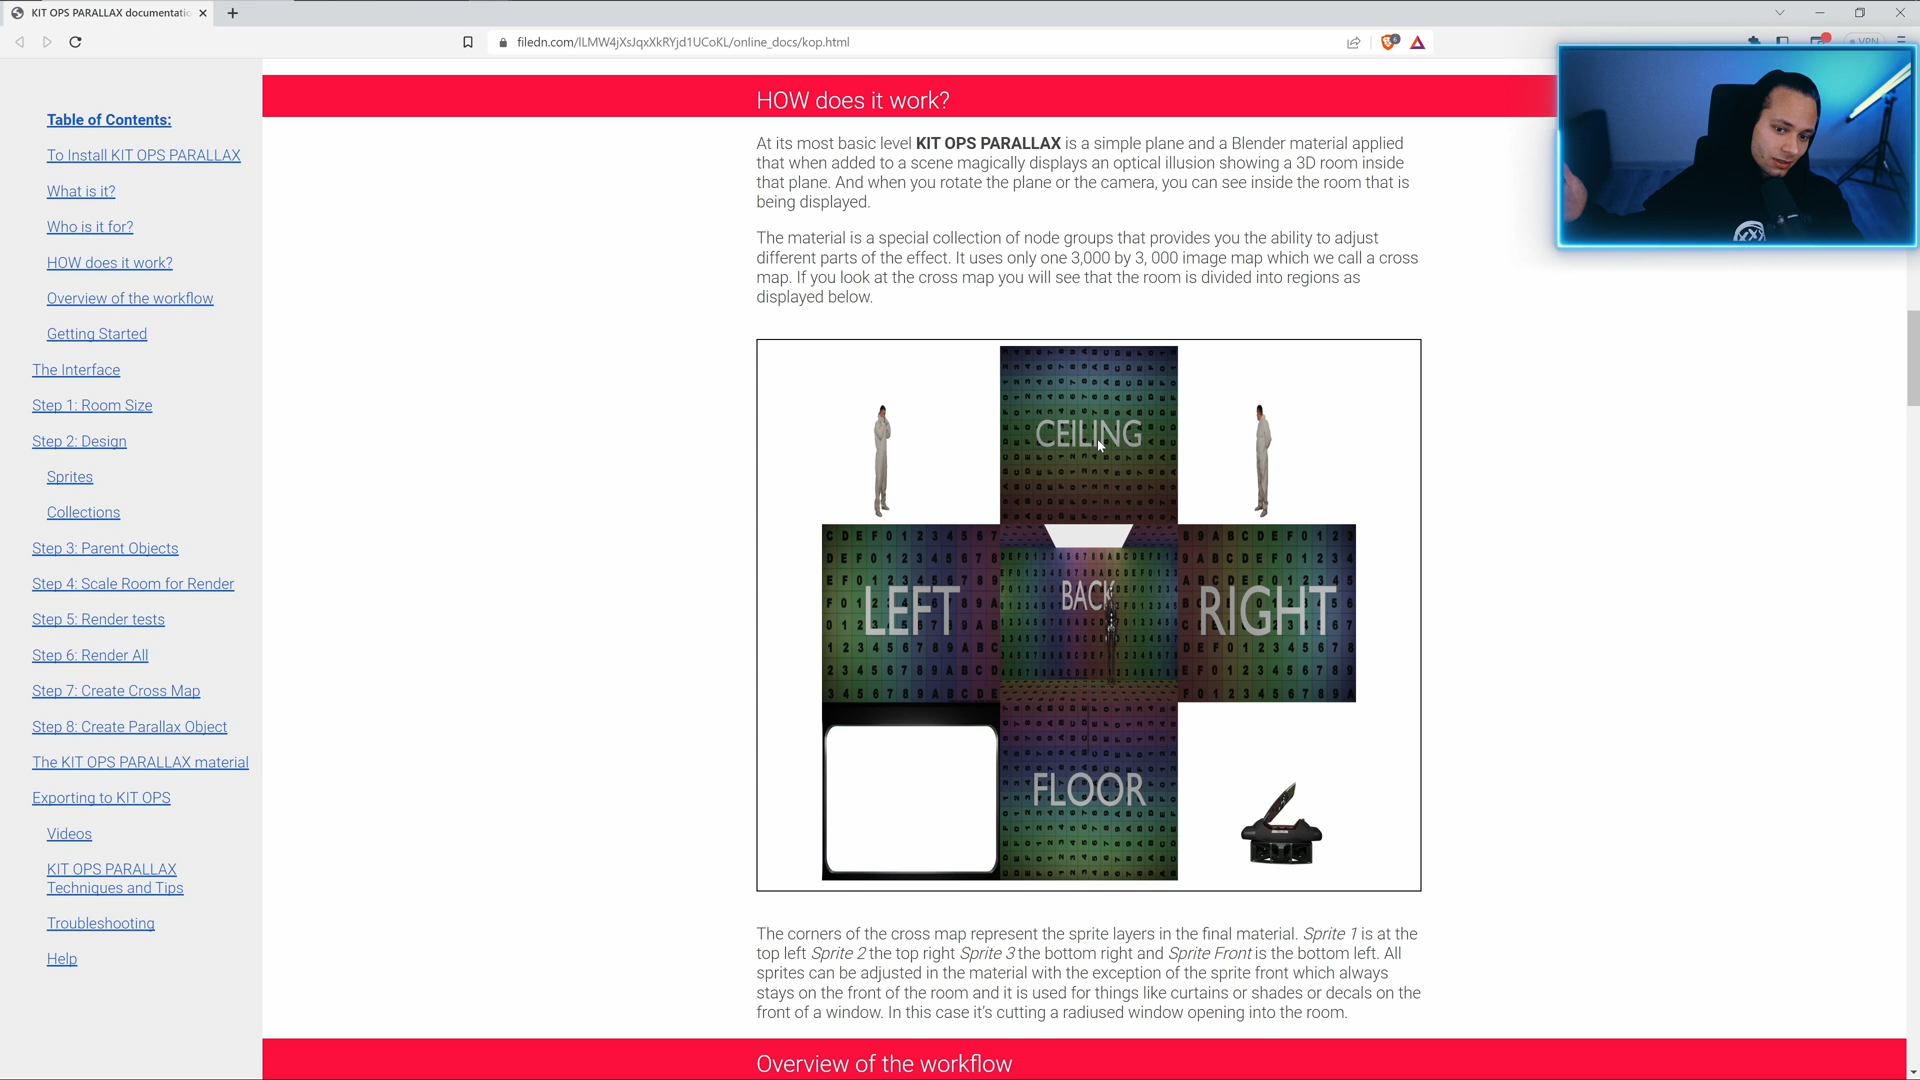 KIT OPS PARALLAX documentatio
filedn.com/lLMW4jXsJqxXkRYjd1UCoKL/online_docs/kop.html
VPN
Table of Contents:
To Install KIT OPS PARALLAX
What is it?
Who is it for?
HOW does it work?
Overview of the workflow
Getting Started
The Interface
Step 1: Room Size
Step 2: Design
Sprites
Collections
Step 3: Parent Objects
Step 4: Scale Room for Render
Step 5: Render tests
Step 6: Render All
Step 7: Create Cross Map
Step 8: Create Parallax Object
The KIT OPS PARALLAX material
Exporting to KIT OPS
Videos
KIT OPS PARALLAX
Techniques and Tips
Troubleshooting
Help
HOW does it work?
At its most basic level KIT OPS PARALLAX is a simple plane and a Blender material applied
that when added to a scene magically displays an optical illusion showing a 3D room inside
that plane. And when you rotate the plane or the camera, you can see inside the room that is
being displayed.
The material is a special collection of node groups that provides you the ability to adjust
different parts of the effect. It uses only one 3,000 by 3, 000 image map which we call a cross
map. If you look at the cross map you will see that the room is divided into regions as
displayed below.
CEILING
LEFT
BACK
RIGHT
FLOOR
The corners of the cross map represent the sprite layers in the final material. Sprite 1 is at the
top left Sprite 2 the top right Sprite 3 the bottom right and Sprite Front is the bottom left. All
sprites can be adjusted in the material with the exception of the sprite front which always
stays on the front of the room and it is used for things like curtains or shades or decals on the
front of a window. In this case it's cutting a radiused window opening into the room.
Overview of the workflow